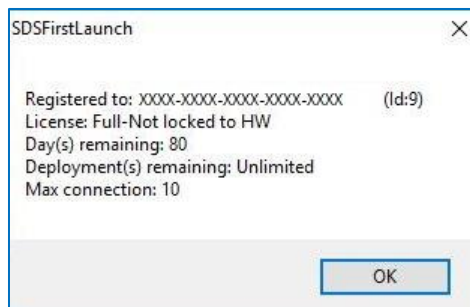 SDSFirstLaunch
Registered to: XXXX-XXXX-XXXX-XXXX-XXXX (Id:9)
License: Full-Not locked to HW
Day(s) remaining: 80
Deployment(s) remaining: Unlimited
Max connection: 10
OK